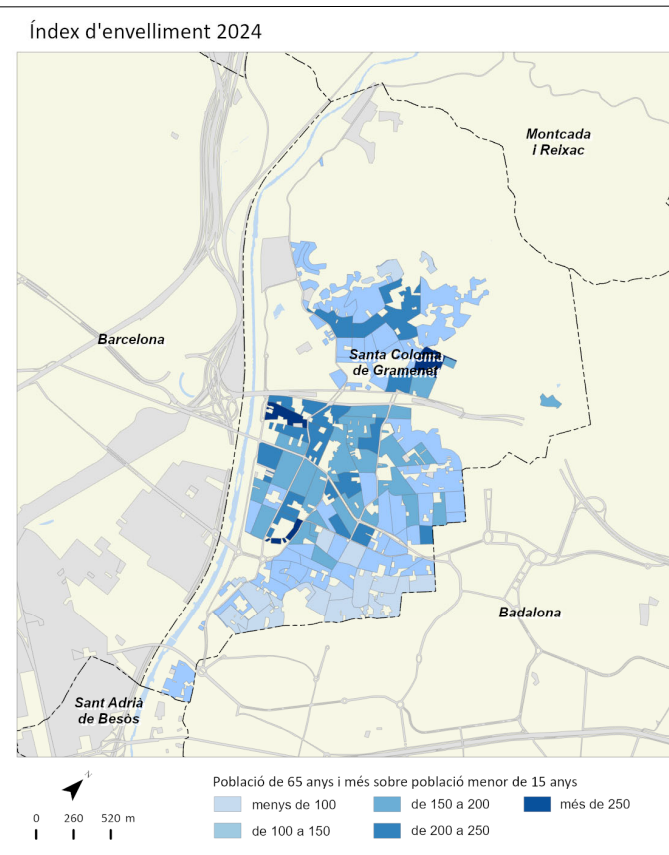 Índex d'envelliment 2024
Montcada
i Reixac
Barcelona
Santa Coloma
de Gramenet
Badalona
Sant Adrià
de Besòs
N
Població de 65 anys i més sobre població menor de 15 anys
menys de 100
de 150 a 200
més de 250
de 100 a 150
de 200 a 250
0 260 520 m